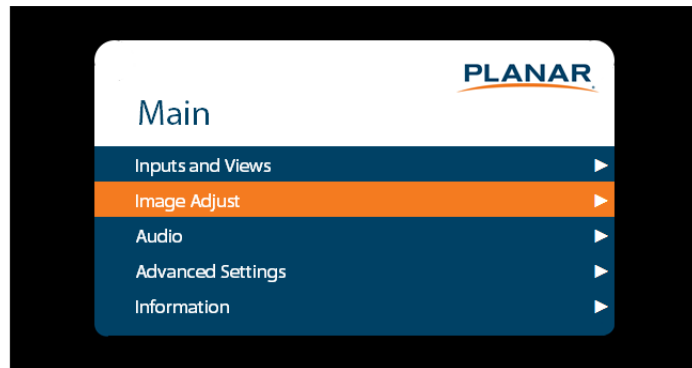 PLANAR
Main
Inputs and Views
Image Adjust
Audio
Advanced Settings
Information